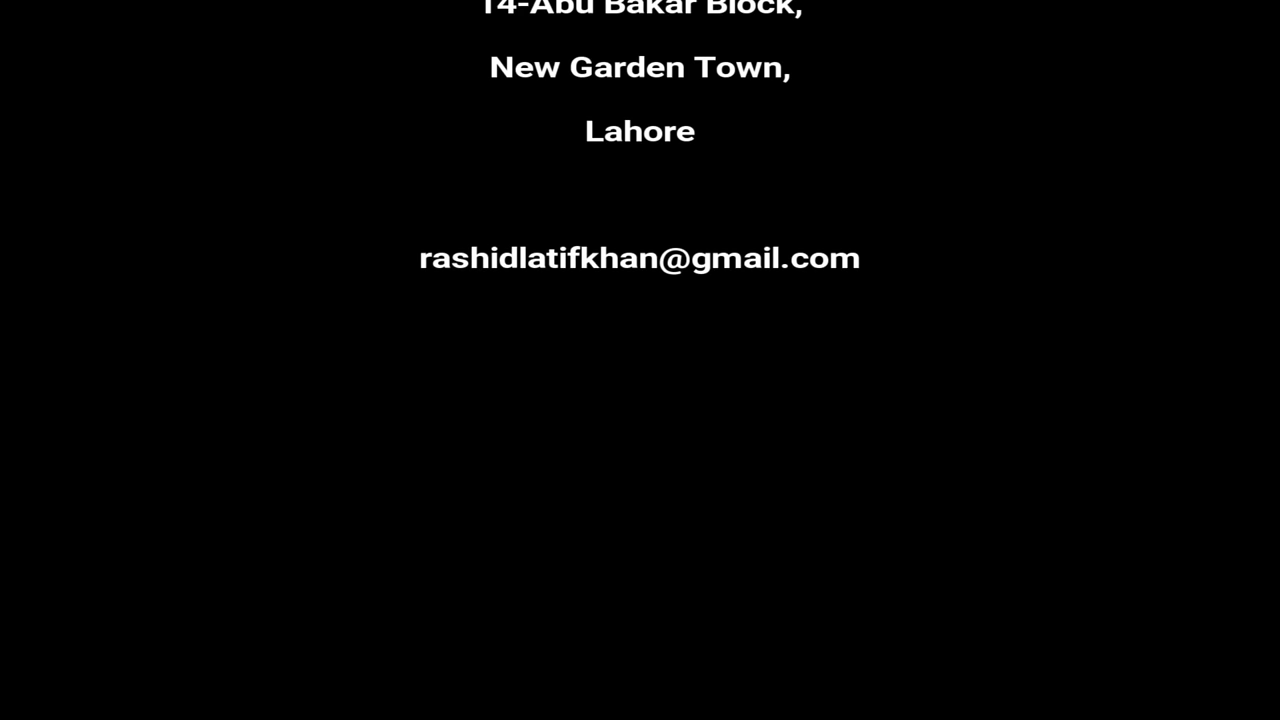 14-Abu Bakar Block,
New Garden Town,
Lahore
rashidlatifkhan@gmail.com